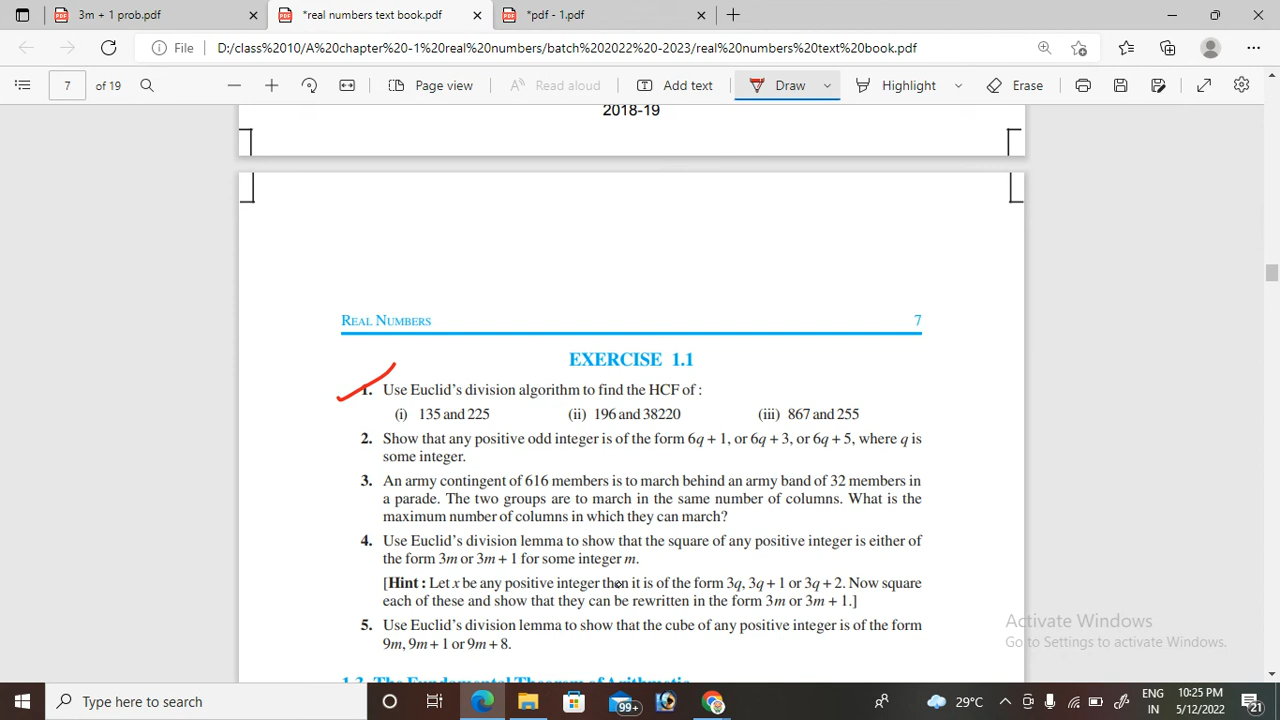 3m + 1 prob.pdf
*real numbers text book.pdf
*pdf - 1.pdf
File
D:/class%2010/A%20chapter%20-1%20real%20numbers/batch%202022%20-2023/real%20numbers%20text%20book.pdf
7 of 19
Page view
Read aloud
Add text
Draw
Highlight
Erase
2018-19
REAL NUMBERS 7
EXERCISE 1.1
1. Use Euclid's division algorithm to find the HCF of :
(i) 135 and 225 (ii) 196 and 38220 (iii) 867 and 255
2. Show that any positive odd integer is of the form 6q + 1, or 6q + 3, or 6q + 5, where q is
some integer.
3. An army contingent of 616 members is to march behind an army band of 32 members in
a parade. The two groups are to march in the same number of columns. What is the
maximum number of columns in which they can march?
4. Use Euclid's division lemma to show that the square of any positive integer is either of
the form 3m or 3m + 1 for some integer m.
[Hint : Let x be any positive integer then it is of the form 3q, 3q + 1 or 3q + 2. Now square
each of these and show that they can be rewritten in the form 3m or 3m + 1.]
5. Use Euclid's division lemma to show that the cube of any positive integer is of the form
9m, 9m + 1 or 9m + 8.
Activate Windows
Go to Settings to activate Windows.
Type here to search
99+
29°C
ENG
IN
10:25 PM
5/12/2022
21